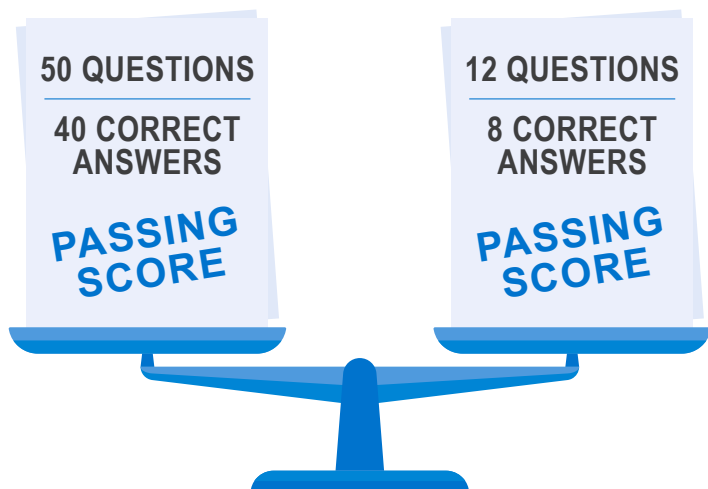 50 QUESTIONS
40 CORRECT
ANSWERS
PASSING
SCORE
12 QUESTIONS
8 CORRECT
ANSWERS
PASSING
SCORE